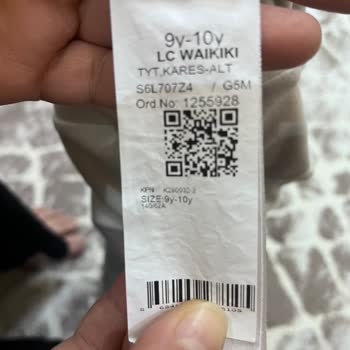 9y-10y
LC WAIKIKI
TYT.KARES-ALT
S6L707Z4 / G5M
Ord No: 1255928
SIZE:9y-10y